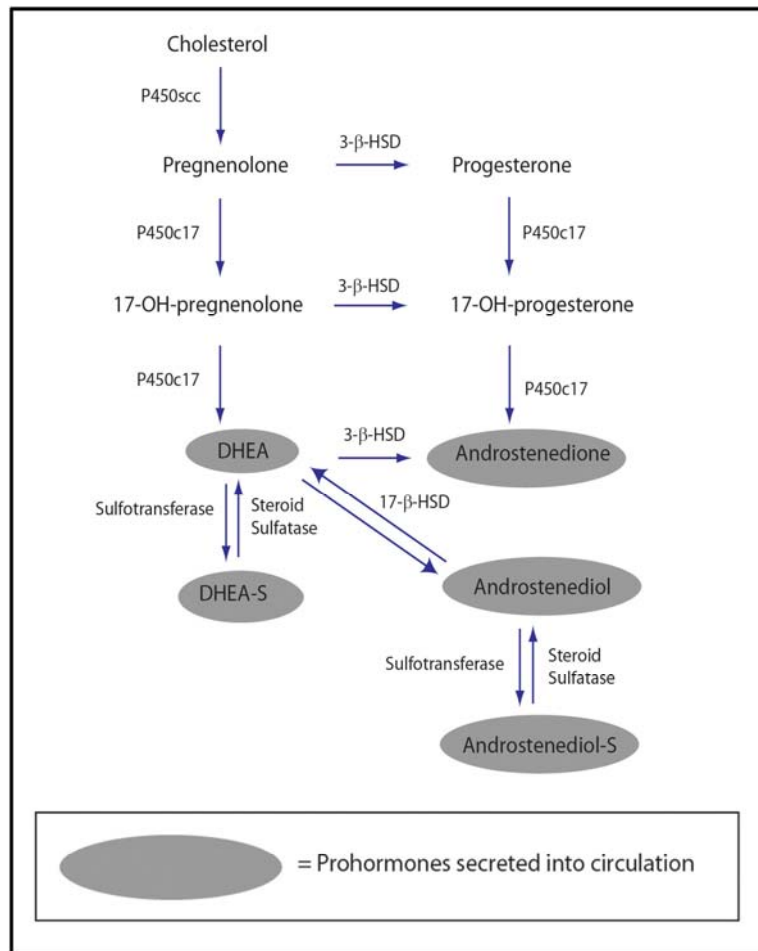 Cholesterol
P450scc
3-β-HSD
Pregnenolone
Progesterone
P450c17
P450c17
3-β-HSD
17-OH-pregnenolone
17-OH-progesterone
P450c17
P450c17
3-β-HSD
DHEA
Androstenedione
17-β-HSD
Sulfotransferase
Steroid
Sulfatase
DHEA-S
Androstenediol
Sulfotransferase
Steroid
Sulfatase
Androstenediol-S
= Prohormones secreted into circulation